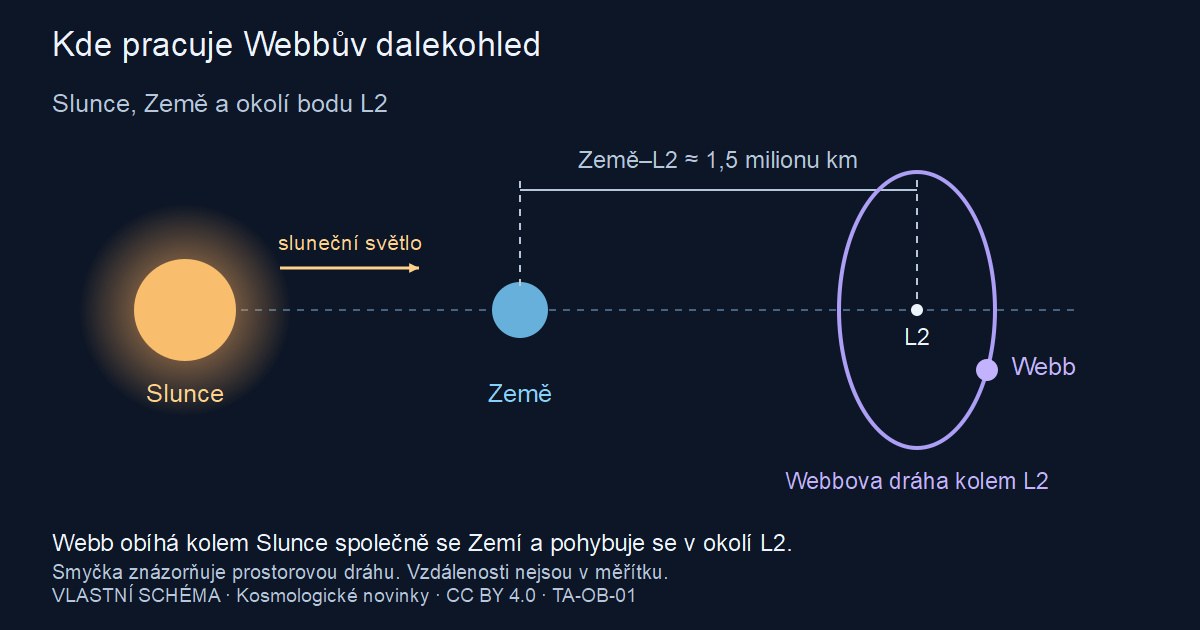 Kde pracuje Webbův dalekohled
Slunce, Země a okolí bodu L2
Země–L2 ≈ 1,5 milionu km
sluneční světlo
L2
Webb
Slunce
Země
Webbova dráha kolem L2
Webb obíhá kolem Slunce společně se Zemí a pohybuje se v okolí L2.
Smyčka znázorňuje prostorovou dráhu. Vzdálenosti nejsou v měřítku.
VLASTNÍ SCHÉMA · Kosmologické novinky · CC BY 4.0 · TA-OB-01